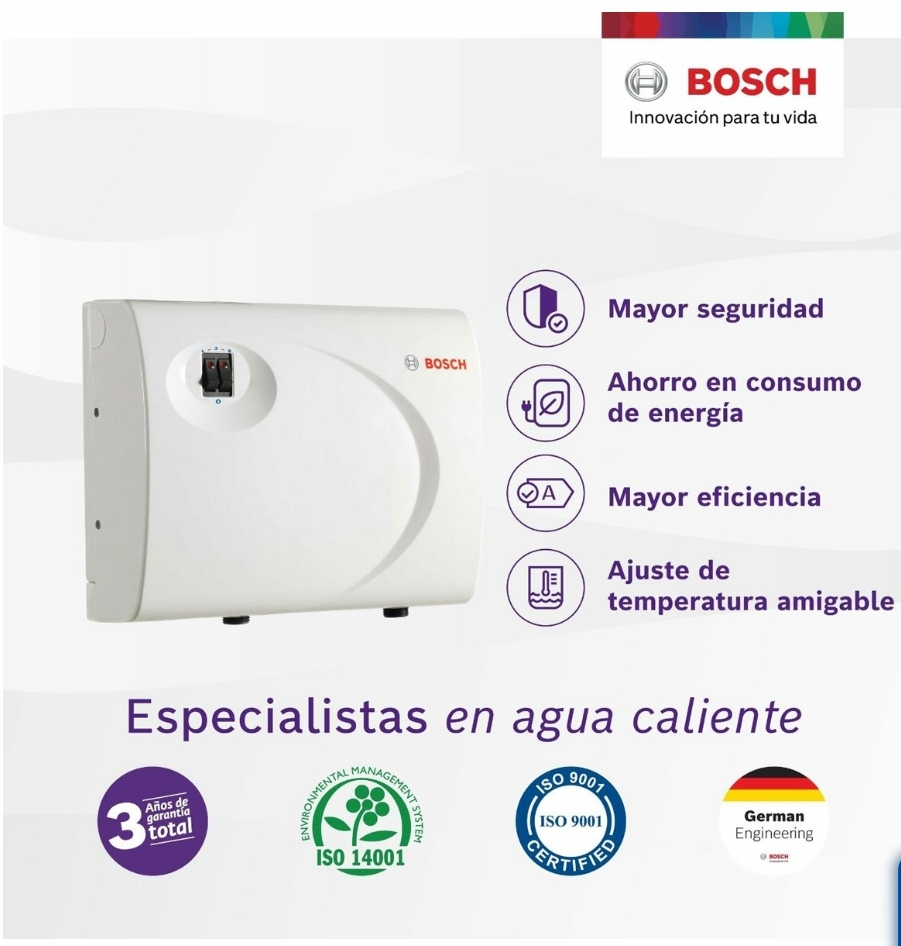 BOSCH
Innovación para tu vida
BOSCH
Mayor seguridad
Ahorro en consumo
de energía
A
Mayor eficiencia
Ajuste de
temperatura amigable
Especialistas en agua caliente
3 Años de
garantía
total
ENVIRONMENTAL MANAGEMENT SYSTEM
ISO 14001
ISO 9001
ISO 9001
CERTIFIED
German
Engineering
BOSCH